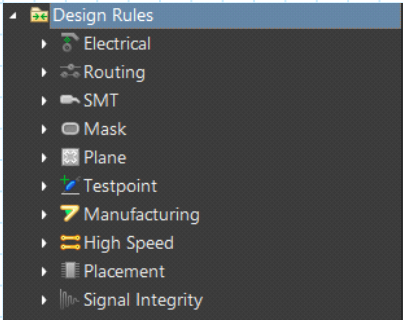 Design Rules
Electrical
Routing
SMT
Mask
Plane
Testpoint
Manufacturing
High Speed
Placement
Signal Integrity